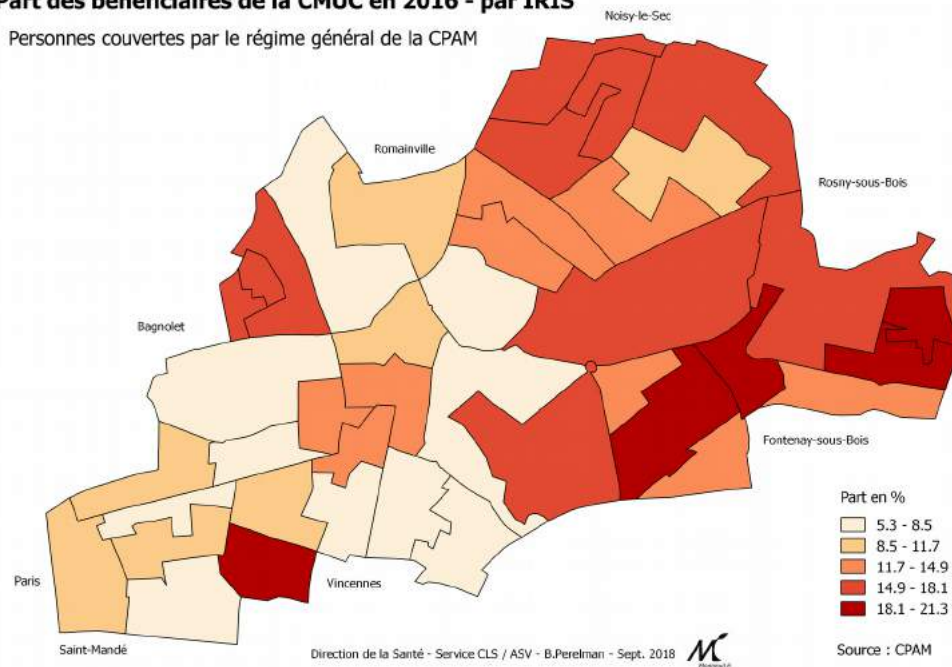 Part des bénéficiaires de la CMUC en 2016 - par IRIS
Personnes couvertes par le régime général de la CPAM
Noisy-le-Sec
Romainville
Rosny-sous-Bois
Bagnolet
Fontenay-sous-Bois
Part en %
5.3 - 8.5
8.5 - 11.7
11.7 - 14.9
14.9 - 18.1
18.1 - 21.3
Paris
Vincennes
Saint-Mandé
Direction de la Santé - Service CLS / ASV - B.Perelman - Sept. 2018
Source : CPAM